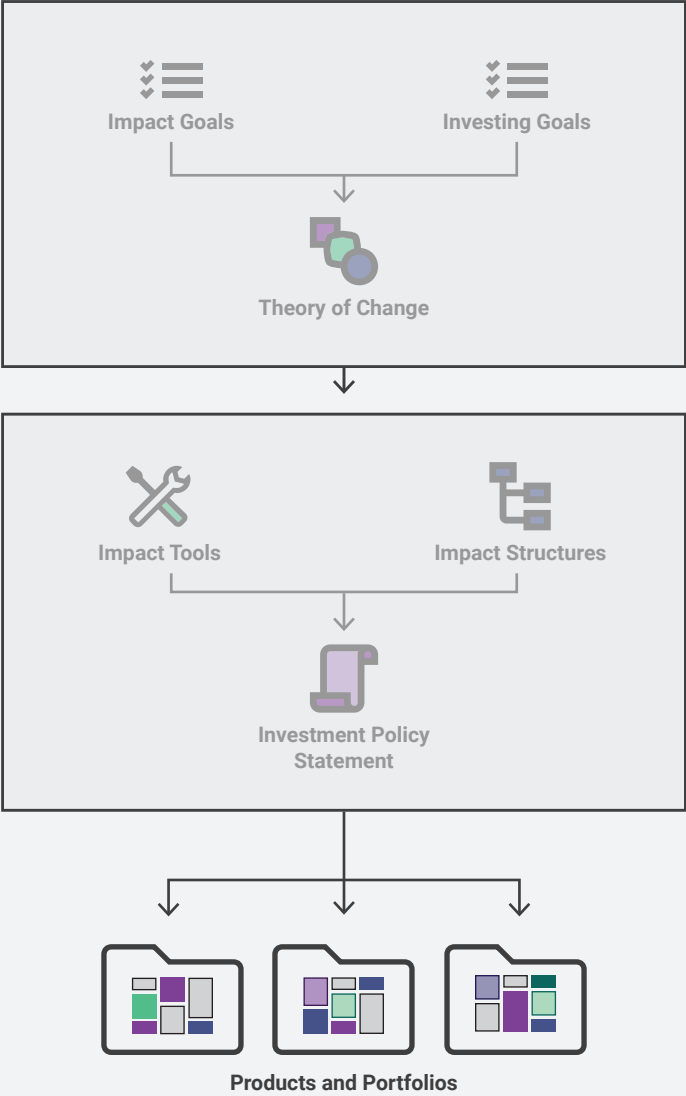 Impact Goals
Investing Goals
Theory of Change
Impact Tools
Impact Structures
Investment Policy
Statement
Products and Portfolios